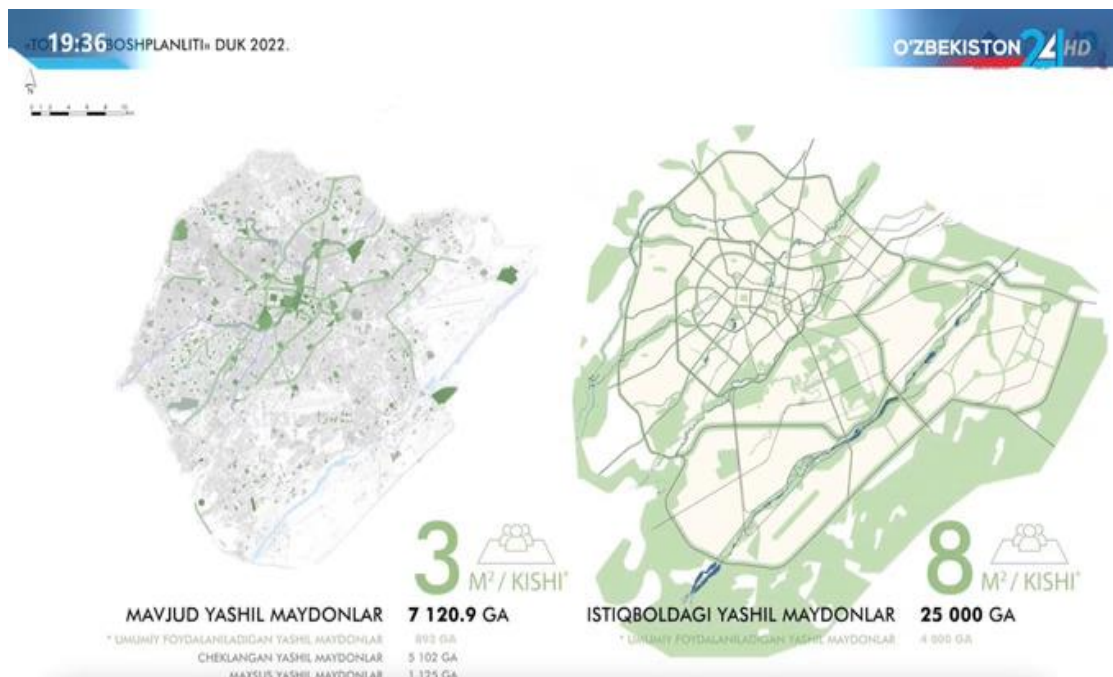 19:36
BOSHPLANLITI» DUK 2022.
O'ZBEKISTON 24 HD
N
3 M² / KISHI*
MAVJUD YASHIL MAYDONLAR 7 120.9 GA
* UMUMIY FOYDALANILADIGAN YASHIL MAYDONLAR 893 GA
CHEKLANGAN YASHIL MAYDONLAR 5 102 GA
MAXSUS YASHIL MAYDONLAR 1 125 GA
8 M² / KISHI*
ISTIQBOLDAGI YASHIL MAYDONLAR 25 000 GA
* UMUMIY FOYDALANILADIGAN YASHIL MAYDONLAR 4 000 GA